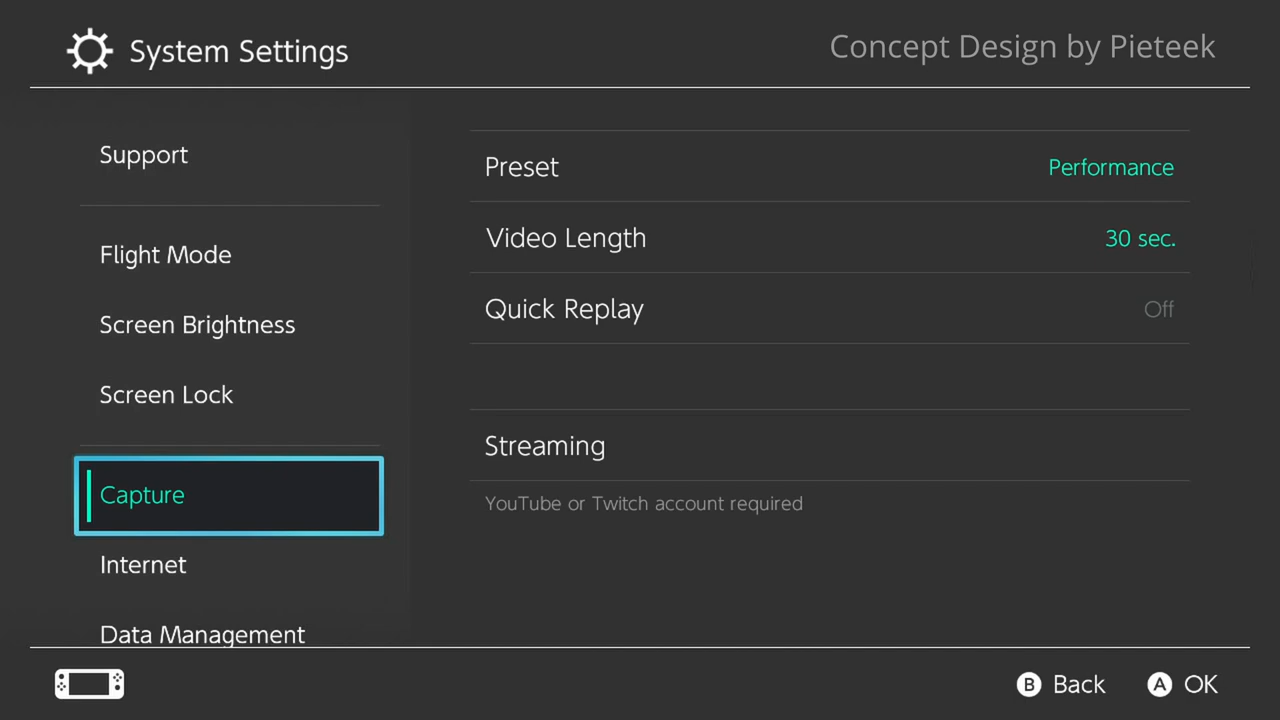 System Settings
Concept Design by Pieteek
Support
Flight Mode
Screen Brightness
Screen Lock
Capture
Internet
Data Management
Preset
Performance
Video Length
30 sec.
Quick Replay
Off
Streaming
YouTube or Twitch account required
B Back
A OK